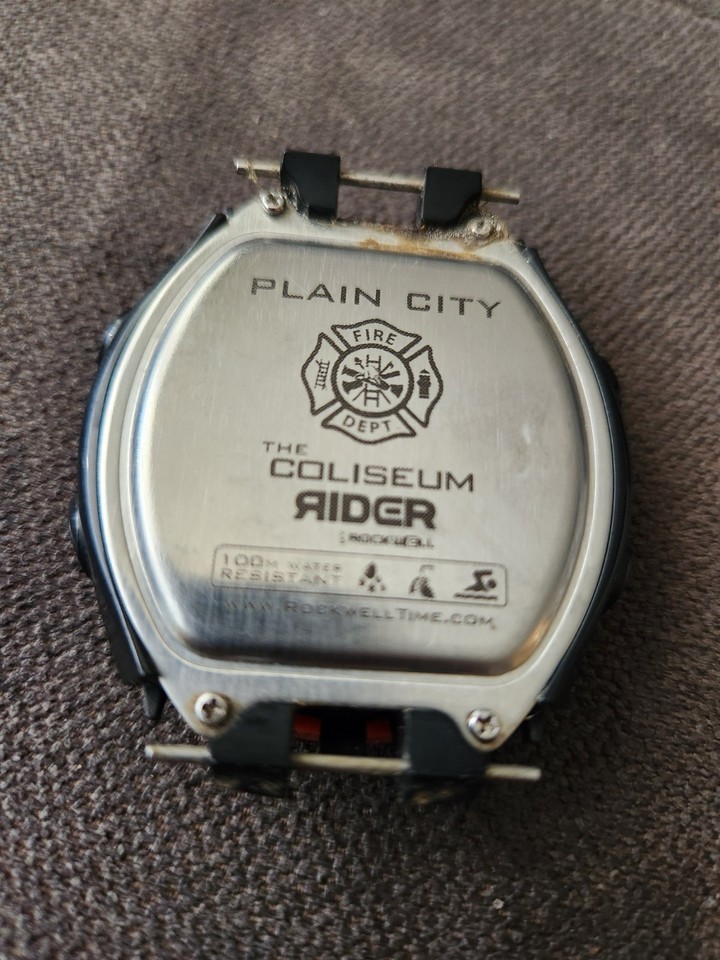 PLAIN CITY
FIRE
DEPT
THE
COLISEUM
RIDER
ROCKWELL
100M WATER
RESISTANT
WWW.ROCKWELLTIME.COM